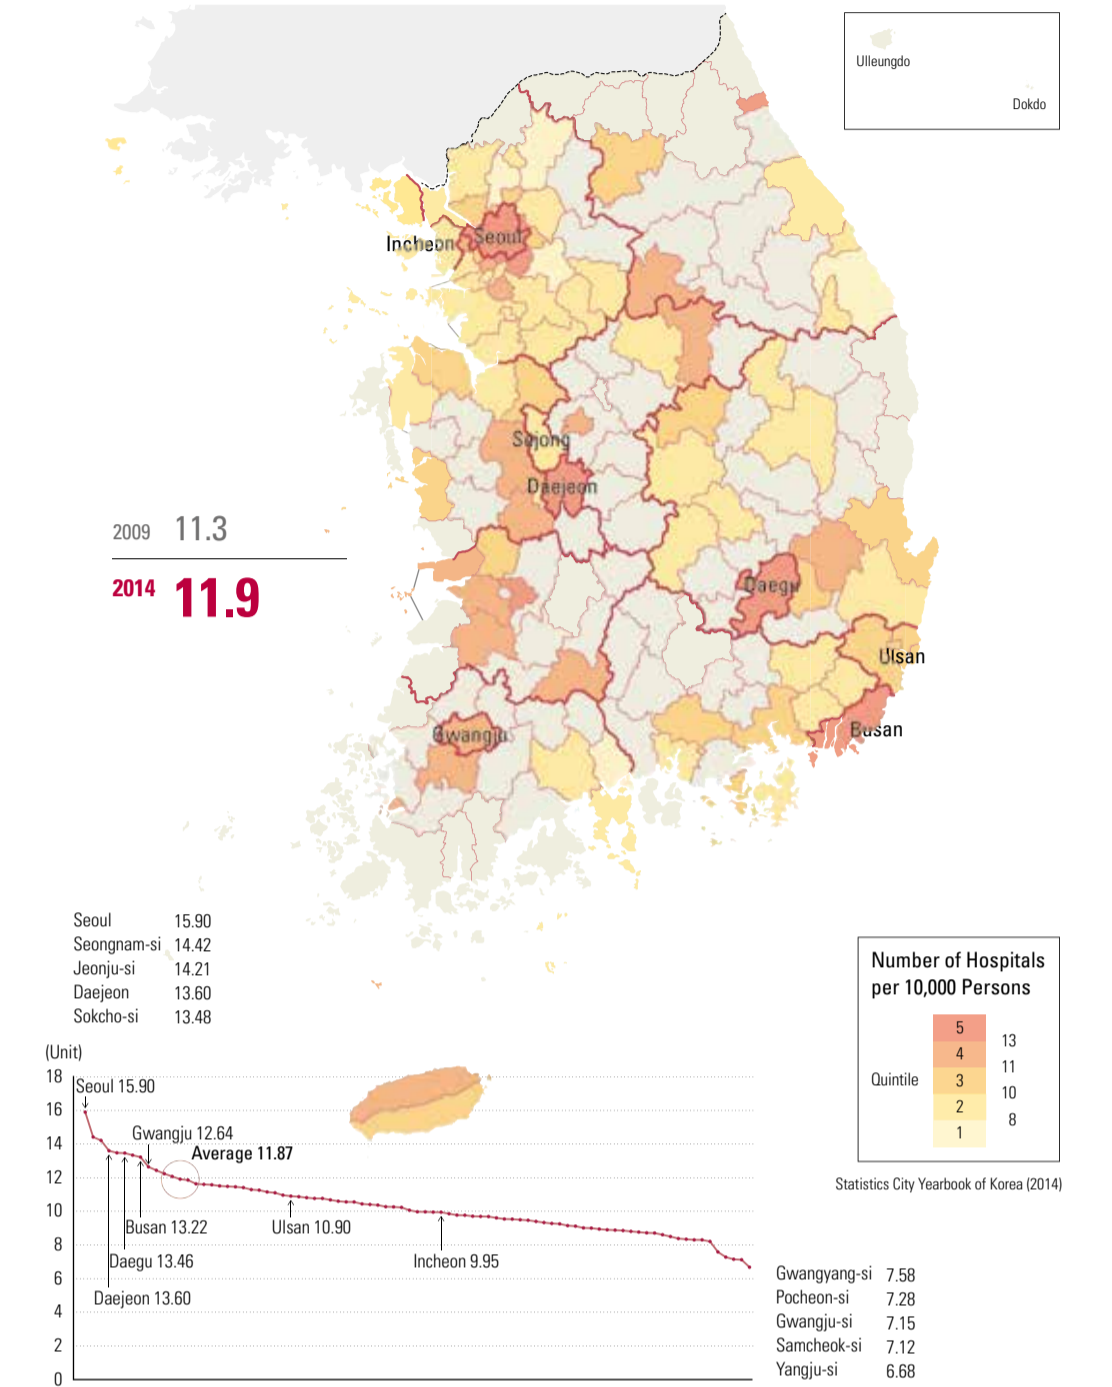 Ulleungdo
Dokdo
Incheon
Seoul
Sejong
Daejeon
2009 11.3
2014 11.9
Daegu
Ulsan
Busan
Gwangju
Seoul 15.90
Seongnam-si 14.42
Jeonju-si 14.21
Daejeon 13.60
Sokcho-si 13.48
Number of Hospitals
per 10,000 Persons
Quintile
5
4
3
2
1
13
11
10
8
Statistics City Yearbook of Korea (2014)
(Unit)
18
16
14
12
10
8
6
4
2
0
Seoul 15.90
Gwangju 12.64
Average 11.87
Busan 13.22
Daegu 13.46
Daejeon 13.60
Ulsan 10.90
Incheon 9.95
Gwangyang-si 7.58
Pocheon-si 7.28
Gwangju-si 7.15
Samcheok-si 7.12
Yangju-si 6.68